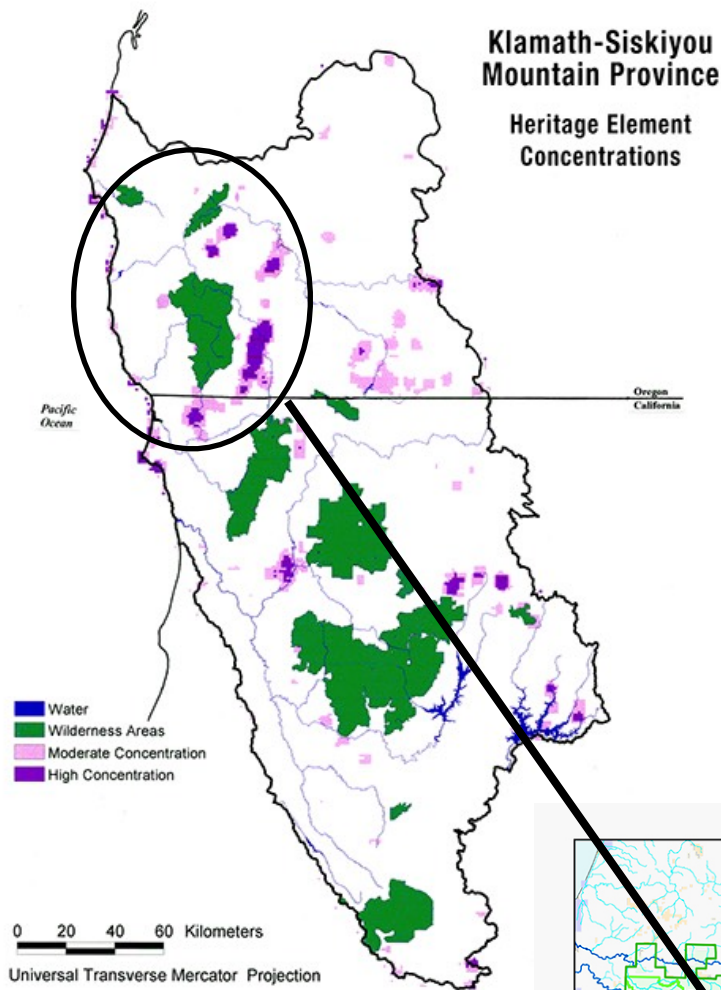 Klamath-Siskiyou
Mountain Province
Heritage Element
Concentrations
Oregon
California
Pacific
Ocean
Water
Wilderness Areas
Moderate Concentration
High Concentration
0 20 40 60 Kilometers
Universal Transverse Mercator Projection